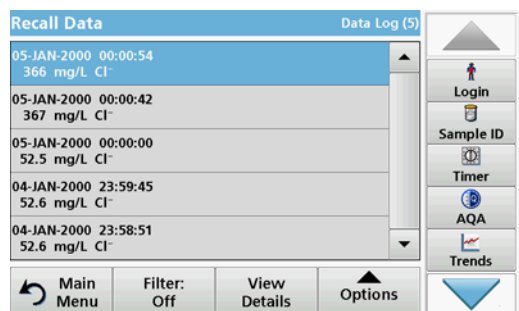 Recall Data
Data Log (5)
05-JAN-2000 00:00:54
366 mg/L Cl⁻
05-JAN-2000 00:00:42
367 mg/L Cl⁻
05-JAN-2000 00:00:00
52.5 mg/L Cl⁻
04-JAN-2000 23:59:45
52.6 mg/L Cl⁻
04-JAN-2000 23:58:51
52.6 mg/L Cl⁻
Login
Sample ID
Timer
AQA
Trends
Main
Menu
Filter:
Off
View
Details
Options